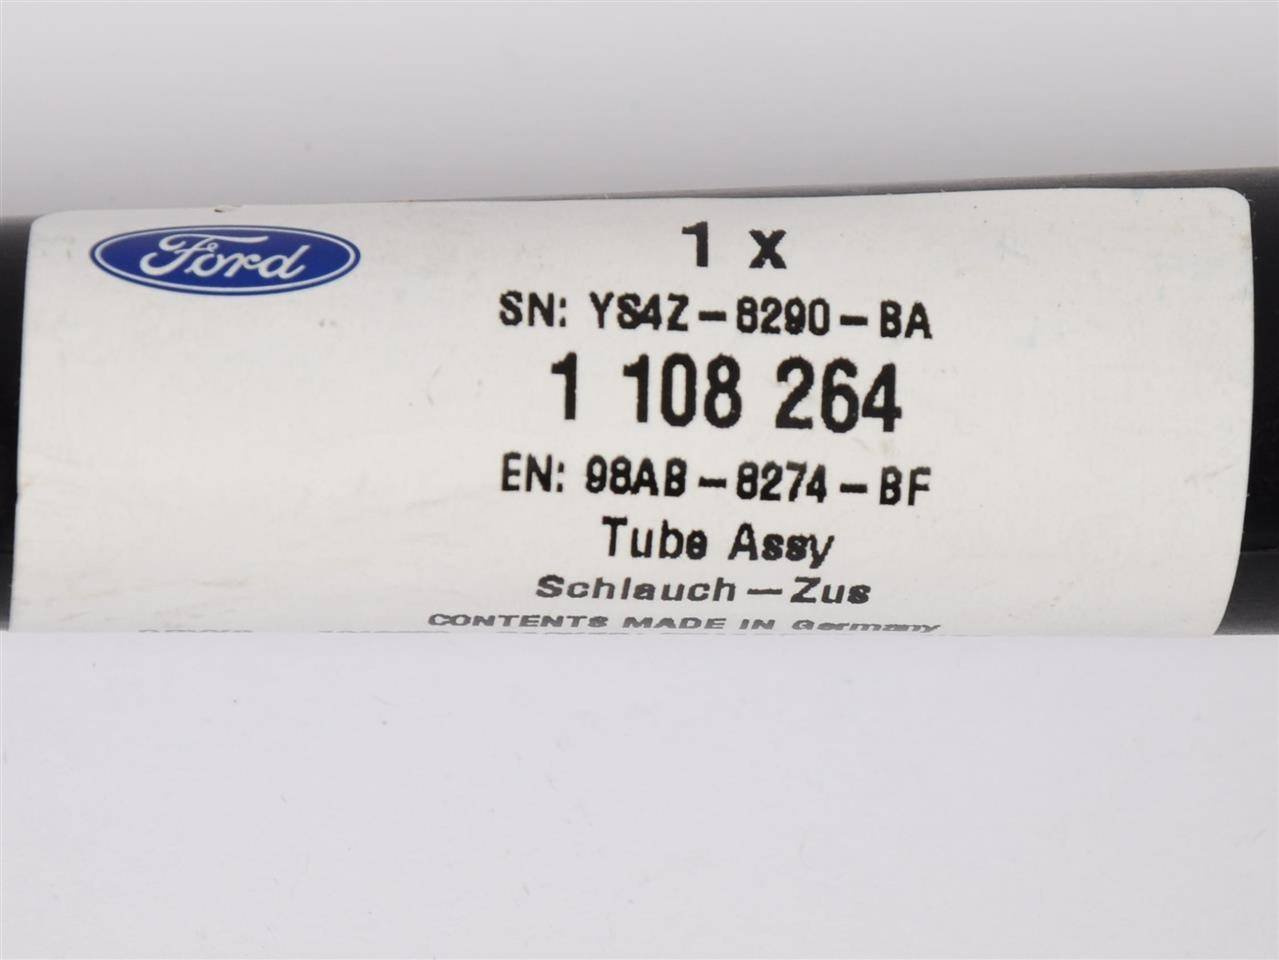 Ford
1 x
SN: YS4Z-8290-BA
1 108 264
EN: 98AB-8274-BF
Tube Assy
Schlauch-Zus
CONTENTS MADE IN Germany